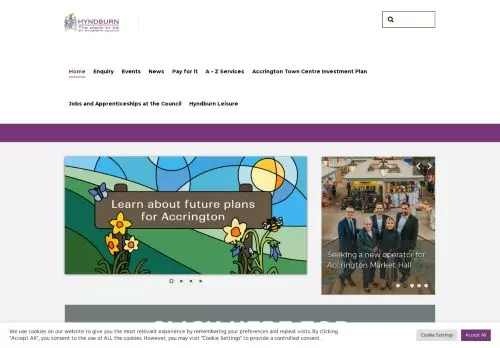 HYNDBURN
The place to be
an excellent council
Home
Enquiry
Events
News
Pay for it
A – Z Services
Accrington Town Centre Investment Plan
Jobs and Apprenticeships at the Council
Hyndburn Leisure
Learn about future plans
for Accrington
Seeking a new operator for
Accrington Market Hall
We use cookies on our website to give you the most relevant experience by remembering your preferences and repeat visits. By clicking
"Accept All", you consent to the use of ALL the cookies. However, you may visit "Cookie Settings" to provide a controlled consent.
Cookie Settings
Accept All